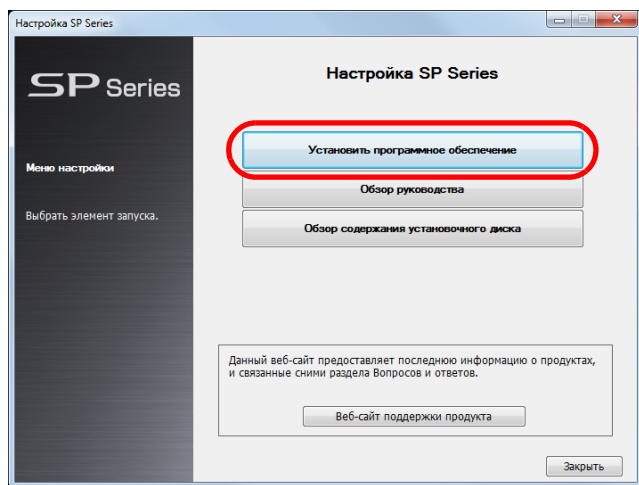 Настройка SP Series
SP Series
Настройка SP Series
Установить программное обеспечение
Меню настройки
Обзор руководства
Выбрать элемент запуска.
Обзор содержания установочного диска
Данный веб-сайт предоставляет последнюю информацию о продуктах,
и связанные сними раздела Вопросов и ответов.
Веб-сайт поддержки продукта
Закрыть